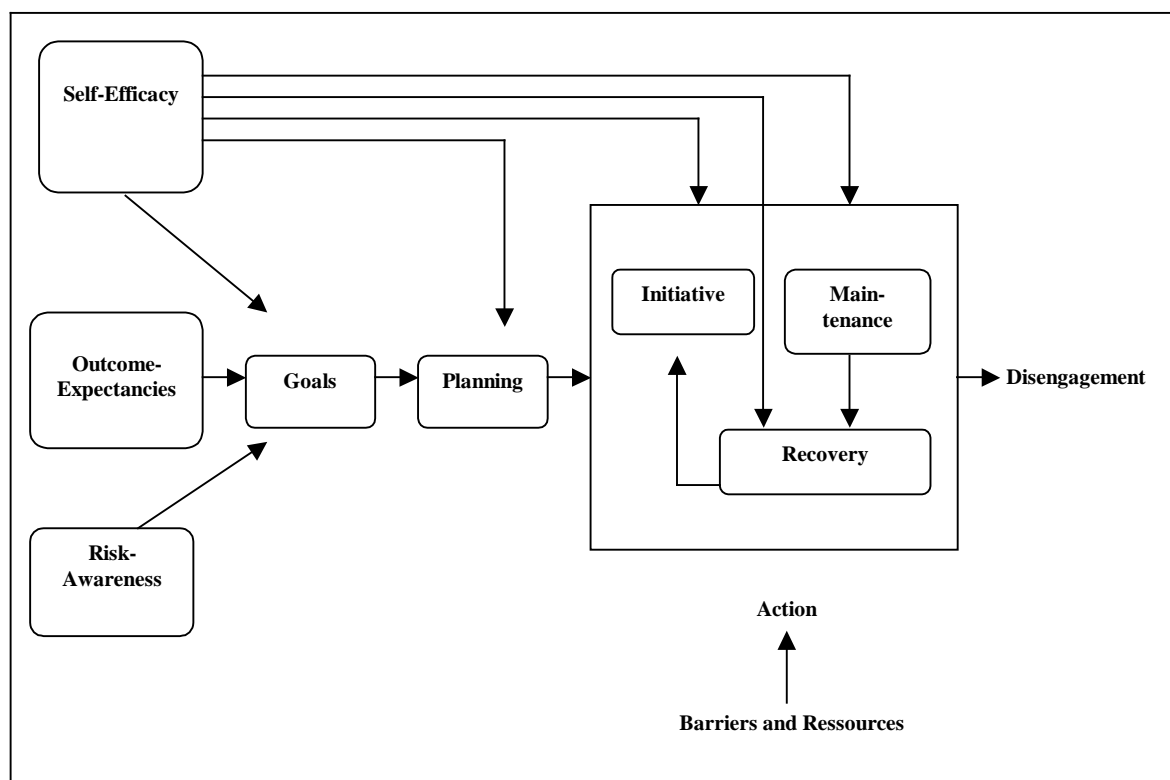 Self-Efficacy
Initiative
Main-
tenance
Outcome-
Expectancies
Goals
Planning
Disengagement
Recovery
Risk-
Awareness
Action
Barriers and Ressources